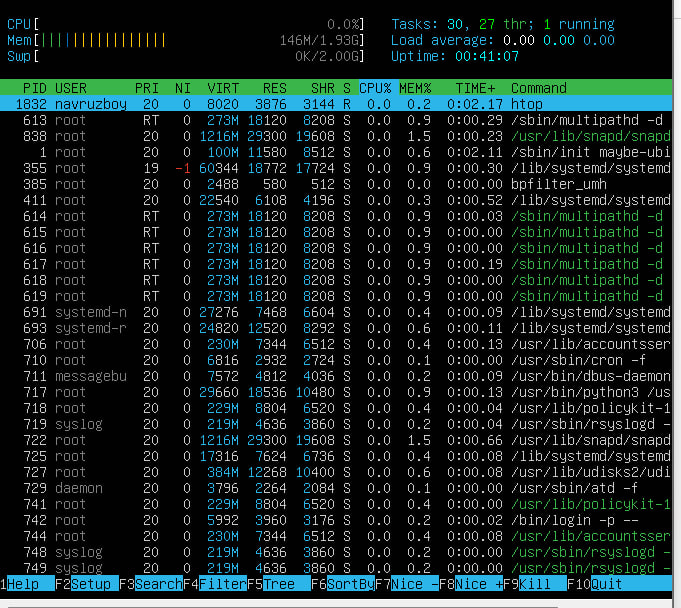 CPU[                    0.0%]   Tasks: 30, 27 thr; 1 running
Mem[||||||||||||||||  146M/1.93G]   Load average: 0.00 0.00 0.00
Swp[                0K/2.00G]   Uptime: 00:41:07
PID USER PRI NI VIRT RES SHR S CPU% MEM% TIME+ Command
1832 navruzboy 20 0 8020 3876 3144 R 0.0 0.2 0:02.17 htop
613 root RT 0 273M 18120 8208 S 0.0 0.9 0:00.29 /sbin/multipathd -d
838 root 20 0 1216M 29300 19608 S 0.0 1.5 0:00.23 /usr/lib/snapd/snapd
1 root 20 0 100M 11580 8512 S 0.0 0.6 0:02.11 /sbin/init maybe-ubi
355 root 19 -1 60344 18772 17724 S 0.0 0.9 0:00.30 /lib/systemd/systemd
385 root 20 0 2488 580 512 S 0.0 0.0 0:00.00 bpfilter_umh
411 root 20 0 22540 6108 4196 S 0.0 0.3 0:00.52 /lib/systemd/systemd
614 root RT 0 273M 18120 8208 S 0.0 0.9 0:00.03 /sbin/multipathd -d
615 root RT 0 273M 18120 8208 S 0.0 0.9 0:00.00 /sbin/multipathd -d
616 root RT 0 273M 18120 8208 S 0.0 0.9 0:00.00 /sbin/multipathd -d
617 root RT 0 273M 18120 8208 S 0.0 0.9 0:00.19 /sbin/multipathd -d
618 root RT 0 273M 18120 8208 S 0.0 0.9 0:00.00 /sbin/multipathd -d
619 root RT 0 273M 18120 8208 S 0.0 0.9 0:00.00 /sbin/multipathd -d
691 systemd-n 20 0 27276 7468 6604 S 0.0 0.4 0:00.09 /lib/systemd/systemd
693 systemd-r 20 0 24820 12520 8292 S 0.0 0.6 0:00.11 /lib/systemd/systemd
706 root 20 0 230M 7344 6512 S 0.0 0.4 0:00.13 /usr/lib/accountsser
710 root 20 0 6816 2932 2724 S 0.0 0.1 0:00.00 /usr/sbin/cron -f
711 messagebu 20 0 7572 4812 4036 S 0.0 0.2 0:00.09 /usr/bin/dbus-daemon
717 root 20 0 29660 18536 10480 S 0.0 0.9 0:00.13 /usr/bin/python3 /us
718 root 20 0 229M 8804 6520 S 0.0 0.4 0:00.04 /usr/lib/policykit-1
719 syslog 20 0 219M 4636 3860 S 0.0 0.2 0:00.04 /usr/sbin/rsyslogd -
722 root 20 0 1216M 29300 19608 S 0.0 1.5 0:00.66 /usr/lib/snapd/snapd
725 root 20 0 17316 7624 6736 S 0.0 0.4 0:00.08 /lib/systemd/systemd
727 root 20 0 384M 12268 10400 S 0.0 0.6 0:00.08 /usr/lib/udisks2/udi
729 daemon 20 0 3796 2264 2084 S 0.0 0.1 0:00.00 /usr/sbin/atd -f
741 root 20 0 229M 8804 6520 S 0.0 0.4 0:00.00 /usr/lib/policykit-1
742 root 20 0 5992 3960 3176 S 0.0 0.2 0:00.02 /bin/login -p --
744 root 20 0 230M 7344 6512 S 0.0 0.4 0:00.08 /usr/lib/accountsser
748 syslog 20 0 219M 4636 3860 S 0.0 0.2 0:00.00 /usr/sbin/rsyslogd -
749 syslog 20 0 219M 4636 3860 S 0.0 0.2 0:00.00 /usr/sbin/rsyslogd -
1Help F2Setup F3SearchF4FilterF5Tree F6SortByF7Nice -F8Nice +F9Kill F10Quit